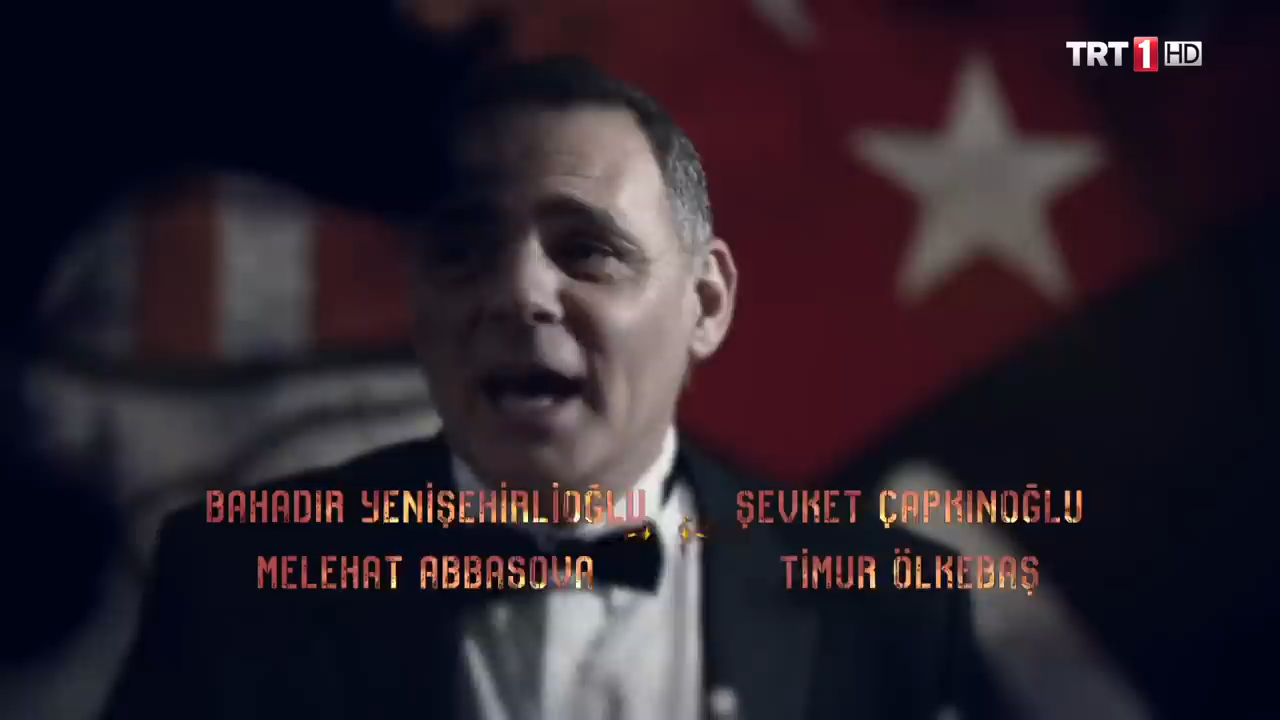 TRT 1 HD
BAHADIR YENİŞEHİRLİOĞLU ŞEVKET ÇAPKINOĞLU
MELEHAT ABBASOVA TİMUR ÖLKEBAŞ